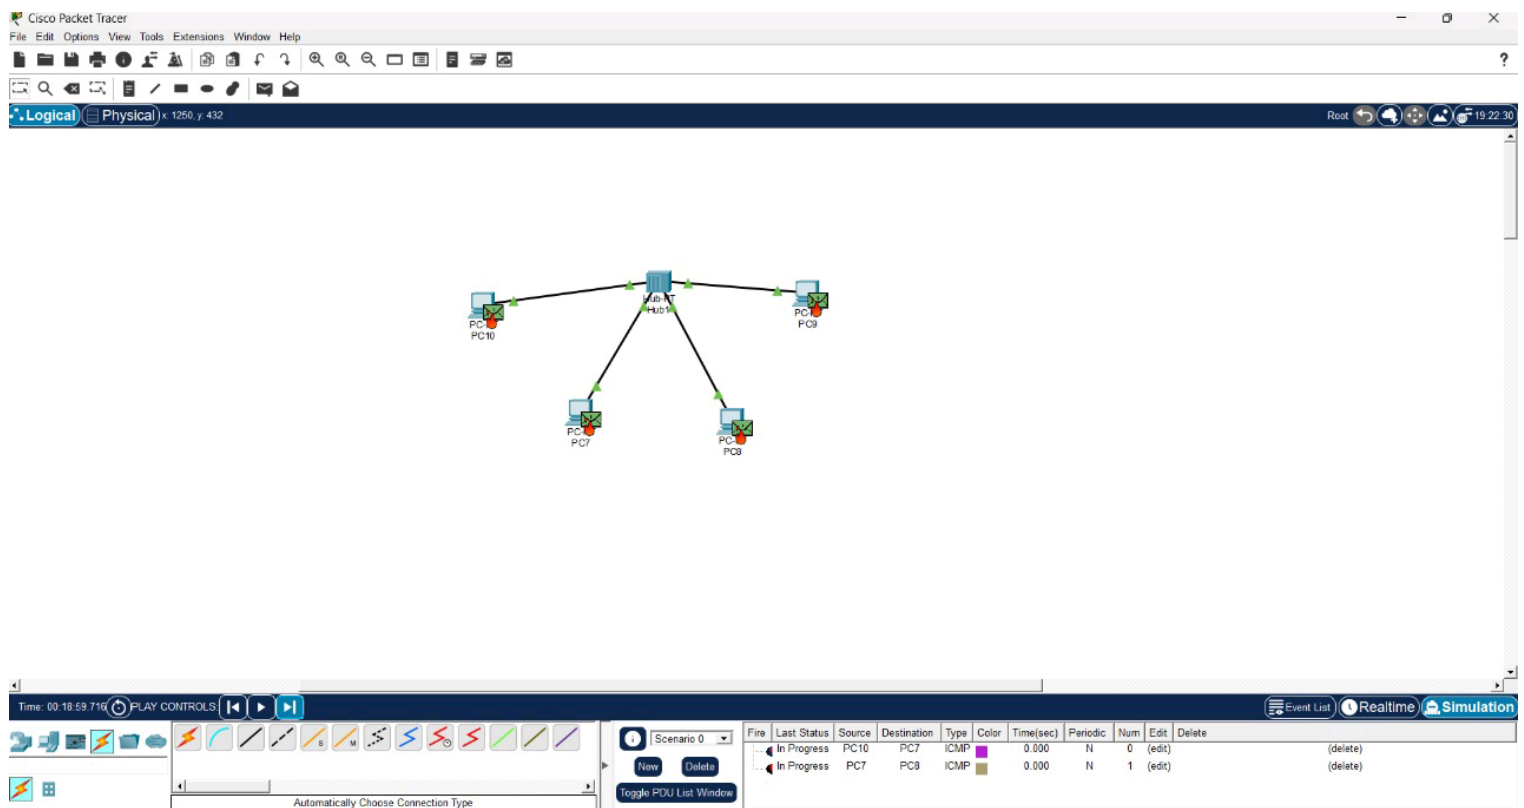 Cisco Packet Tracer
File Edit Options View Tools Extensions Window Help
?
Logical Physical x: 1250, y: 432 Root 19:22:30
Hub-PT
Hub1
PC10
PC9
PC7
PC8
Time: 00:18:59.716 PLAY CONTROLS: Event List Realtime Simulation
Scenario 0
New Delete
Toggle PDU List Window
Fire Last Status Source Destination Type Color Time(sec) Periodic Num Edit Delete
In Progress PC10 PC7 ICMP 0.000 N 0 (edit) (delete)
In Progress PC7 PC8 ICMP 0.000 N 1 (edit) (delete)
Automatically Choose Connection Type